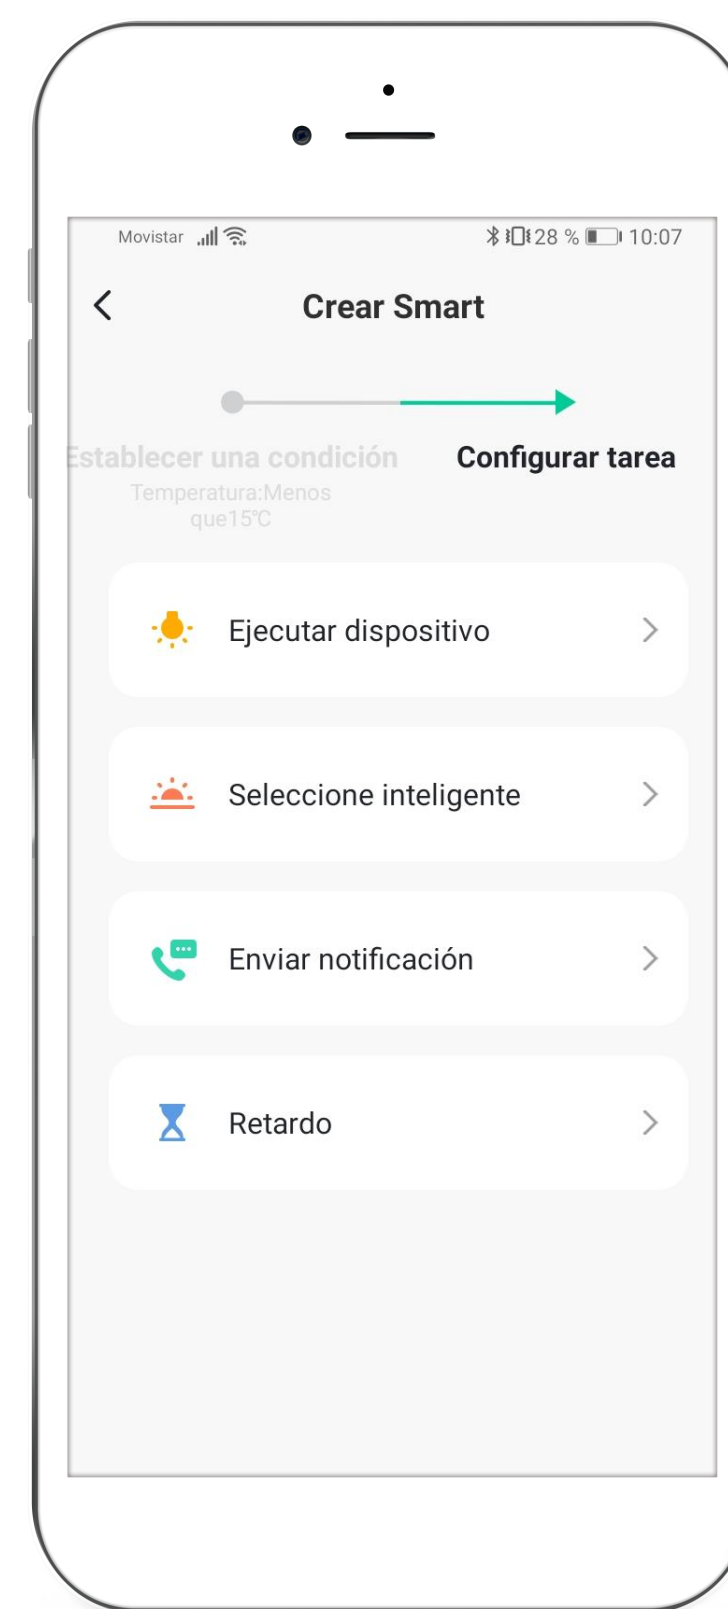 Movistar 28 % 10:07
Crear Smart
Establecer una condición
Temperatura:Menos
que15℃
Configurar tarea
Ejecutar dispositivo
Seleccione inteligente
Enviar notificación
Retardo